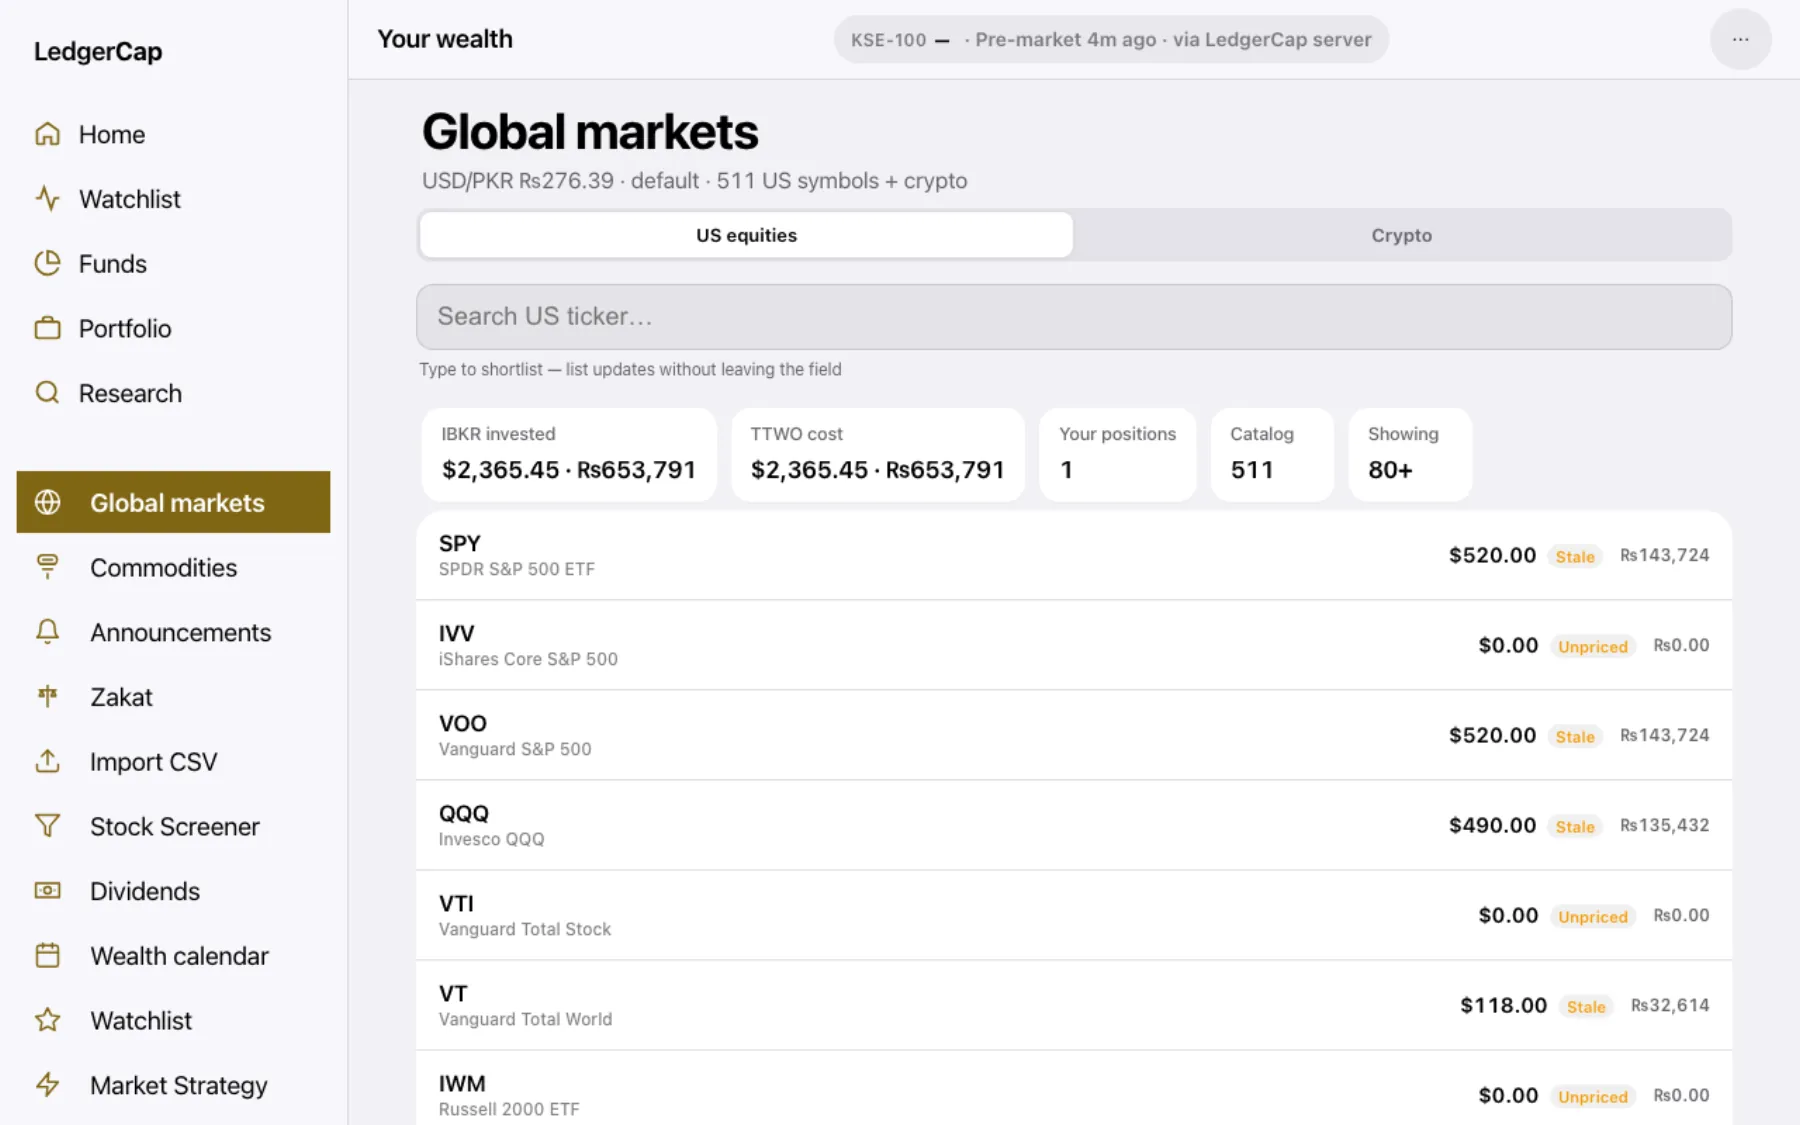 LedgerCap
Home
Watchlist
Funds
Portfolio
Research
Global markets
Commodities
Announcements
Zakat
Import CSV
Stock Screener
Dividends
Wealth calendar
Watchlist
Market Strategy
Your wealth
KSE-100 — · Pre-market 4m ago · via LedgerCap server
...
Global markets
USD/PKR ₨276.39 · default · 511 US symbols + crypto
US equities
Crypto
Search US ticker…
Type to shortlist — list updates without leaving the field
IBKR invested
$2,365.45 · ₨653,791
TTWO cost
$2,365.45 · ₨653,791
Your positions
1
Catalog
511
Showing
80+
SPY
SPDR S&P 500 ETF
$520.00 Stale ₨143,724
IVV
iShares Core S&P 500
$0.00 Unpriced ₨0.00
VOO
Vanguard S&P 500
$520.00 Stale ₨143,724
QQQ
Invesco QQQ
$490.00 Stale ₨135,432
VTI
Vanguard Total Stock
$0.00 Unpriced ₨0.00
VT
Vanguard Total World
$118.00 Stale ₨32,614
IWM
Russell 2000 ETF
$0.00 Unpriced ₨0.00